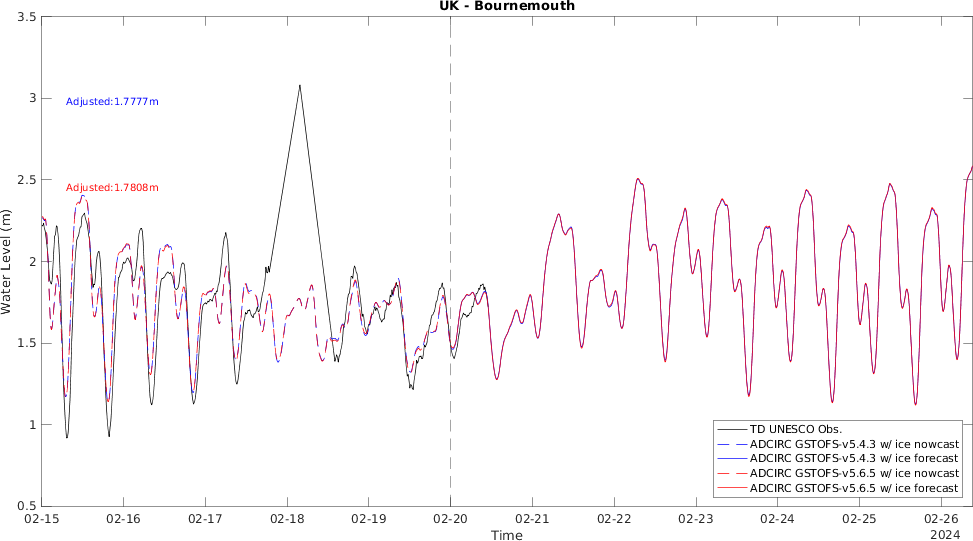 UK - Bournemouth
3.5
3
2.5
2
1.5
1
0.5
Water Level (m)
Adjusted:1.7777m
Adjusted:1.7808m
TD UNESCO Obs.
ADCIRC GSTOFS-v5.4.3 w/ ice nowcast
ADCIRC GSTOFS-v5.4.3 w/ ice forecast
ADCIRC GSTOFS-v5.6.5 w/ ice nowcast
ADCIRC GSTOFS-v5.6.5 w/ ice forecast
02-15 02-16 02-17 02-18 02-19 02-20 02-21 02-22 02-23 02-24 02-25 02-26
Time
2024